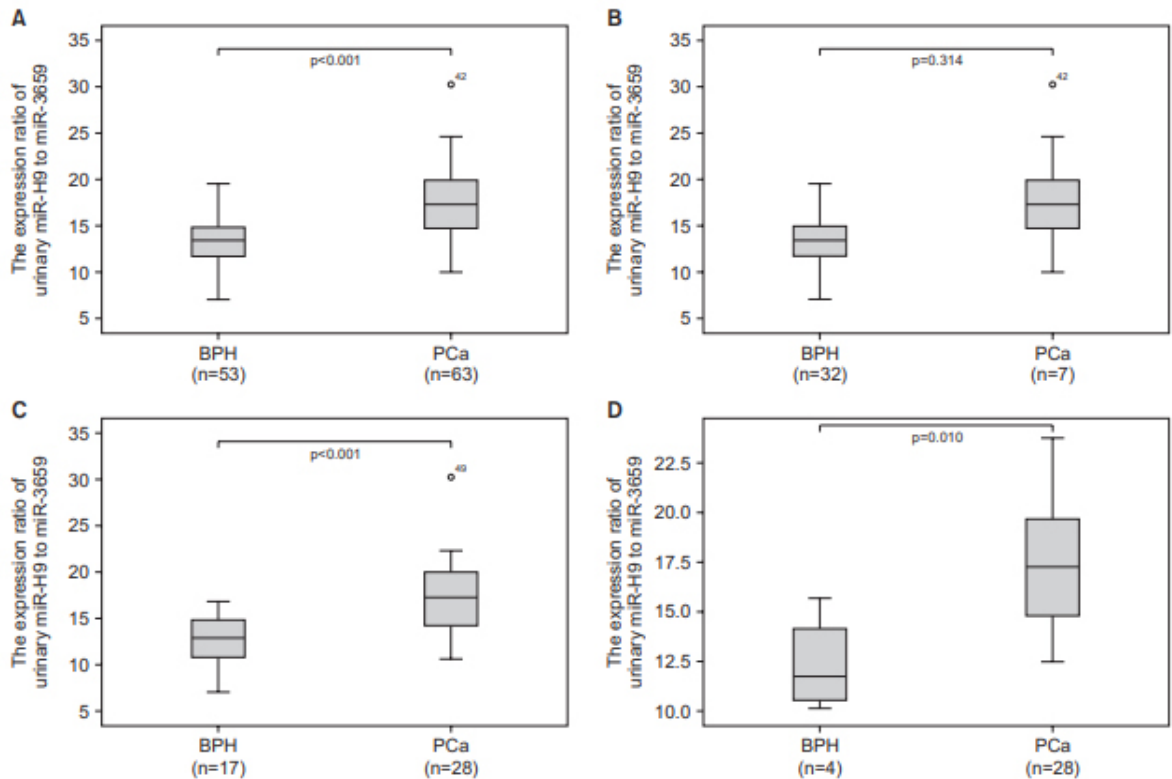 A
The expression ratio of
urinary miR-H9 to miR-3659
35
30
25
20
15
10
5
p<0.001
42
BPH
(n=53)
PCa
(n=63)
B
The expression ratio of
urinary miR-H9 to miR-3659
35
30
25
20
15
10
5
p=0.314
42
BPH
(n=32)
PCa
(n=7)
C
The expression ratio of
urinary miR-H9 to miR-3659
35
30
25
20
15
10
5
p<0.001
49
BPH
(n=17)
PCa
(n=28)
D
The expression ratio of
urinary miR-H9 to miR-3659
22.5
20.0
17.5
15.0
12.5
10.0
p=0.010
BPH
(n=4)
PCa
(n=28)